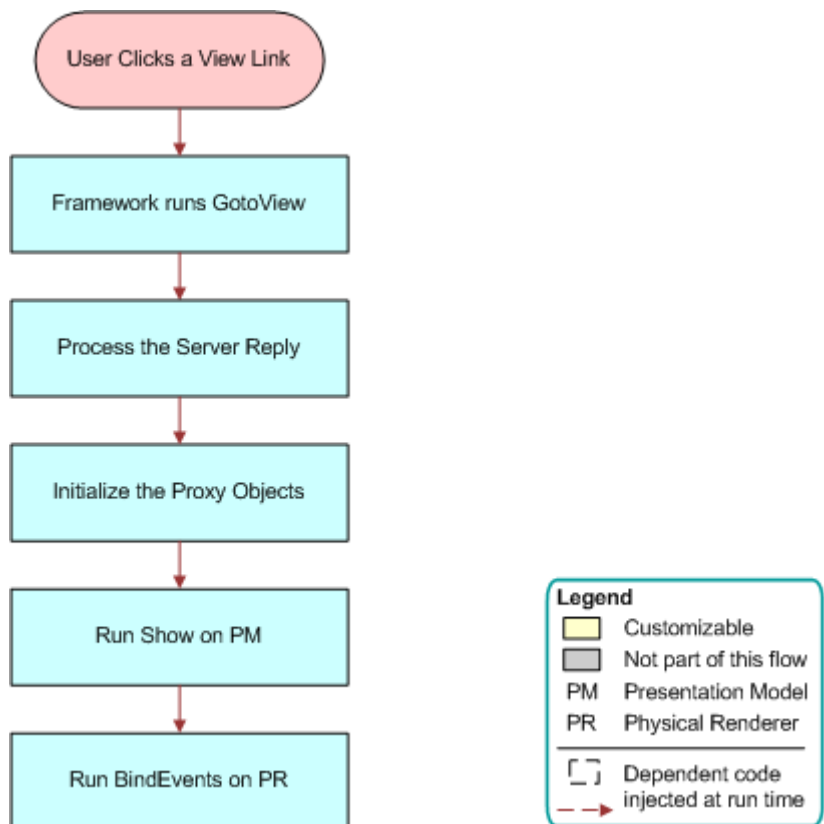 User Clicks a View Link
Framework runs GotoView
Process the Server Reply
Initialize the Proxy Objects
Run Show on PM
Run BindEvents on PR
Legend
Customizable
Not part of this flow
PM Presentation Model
PR Physical Renderer
Dependent code
injected at run time